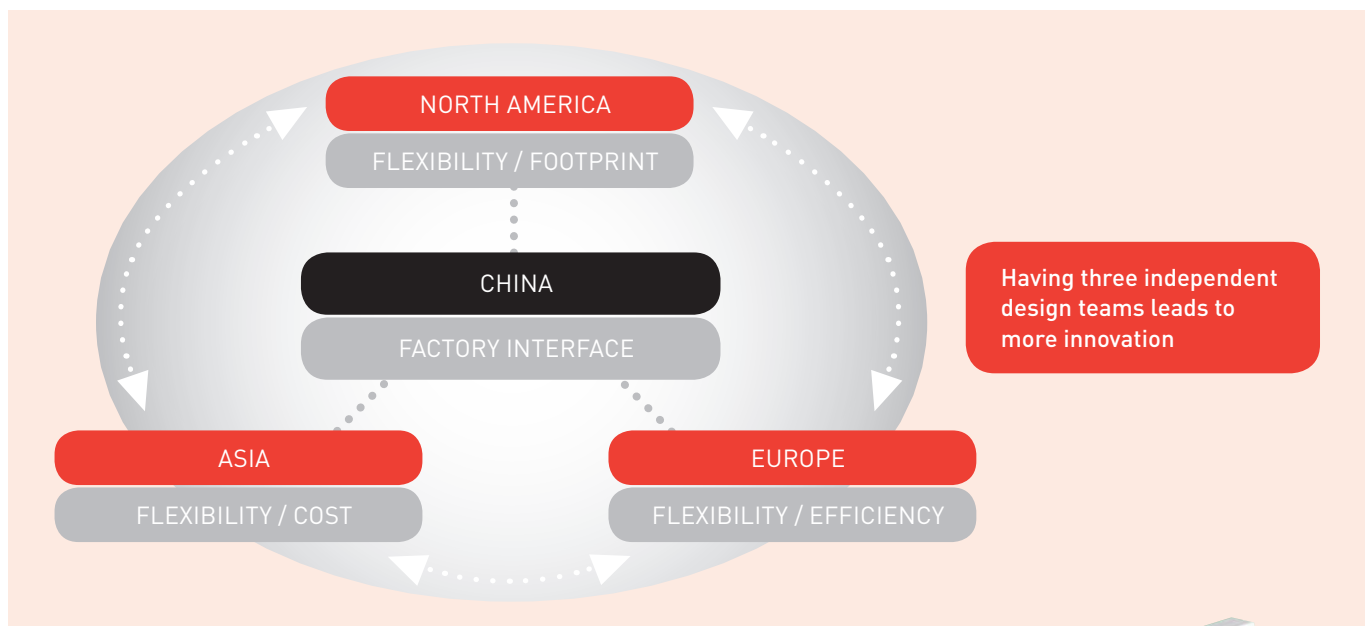 NORTH AMERICA
FLEXIBILITY / FOOTPRINT
CHINA
FACTORY INTERFACE
Having three independent
design teams leads to
more innovation
ASIA
FLEXIBILITY / COST
EUROPE
FLEXIBILITY / EFFICIENCY